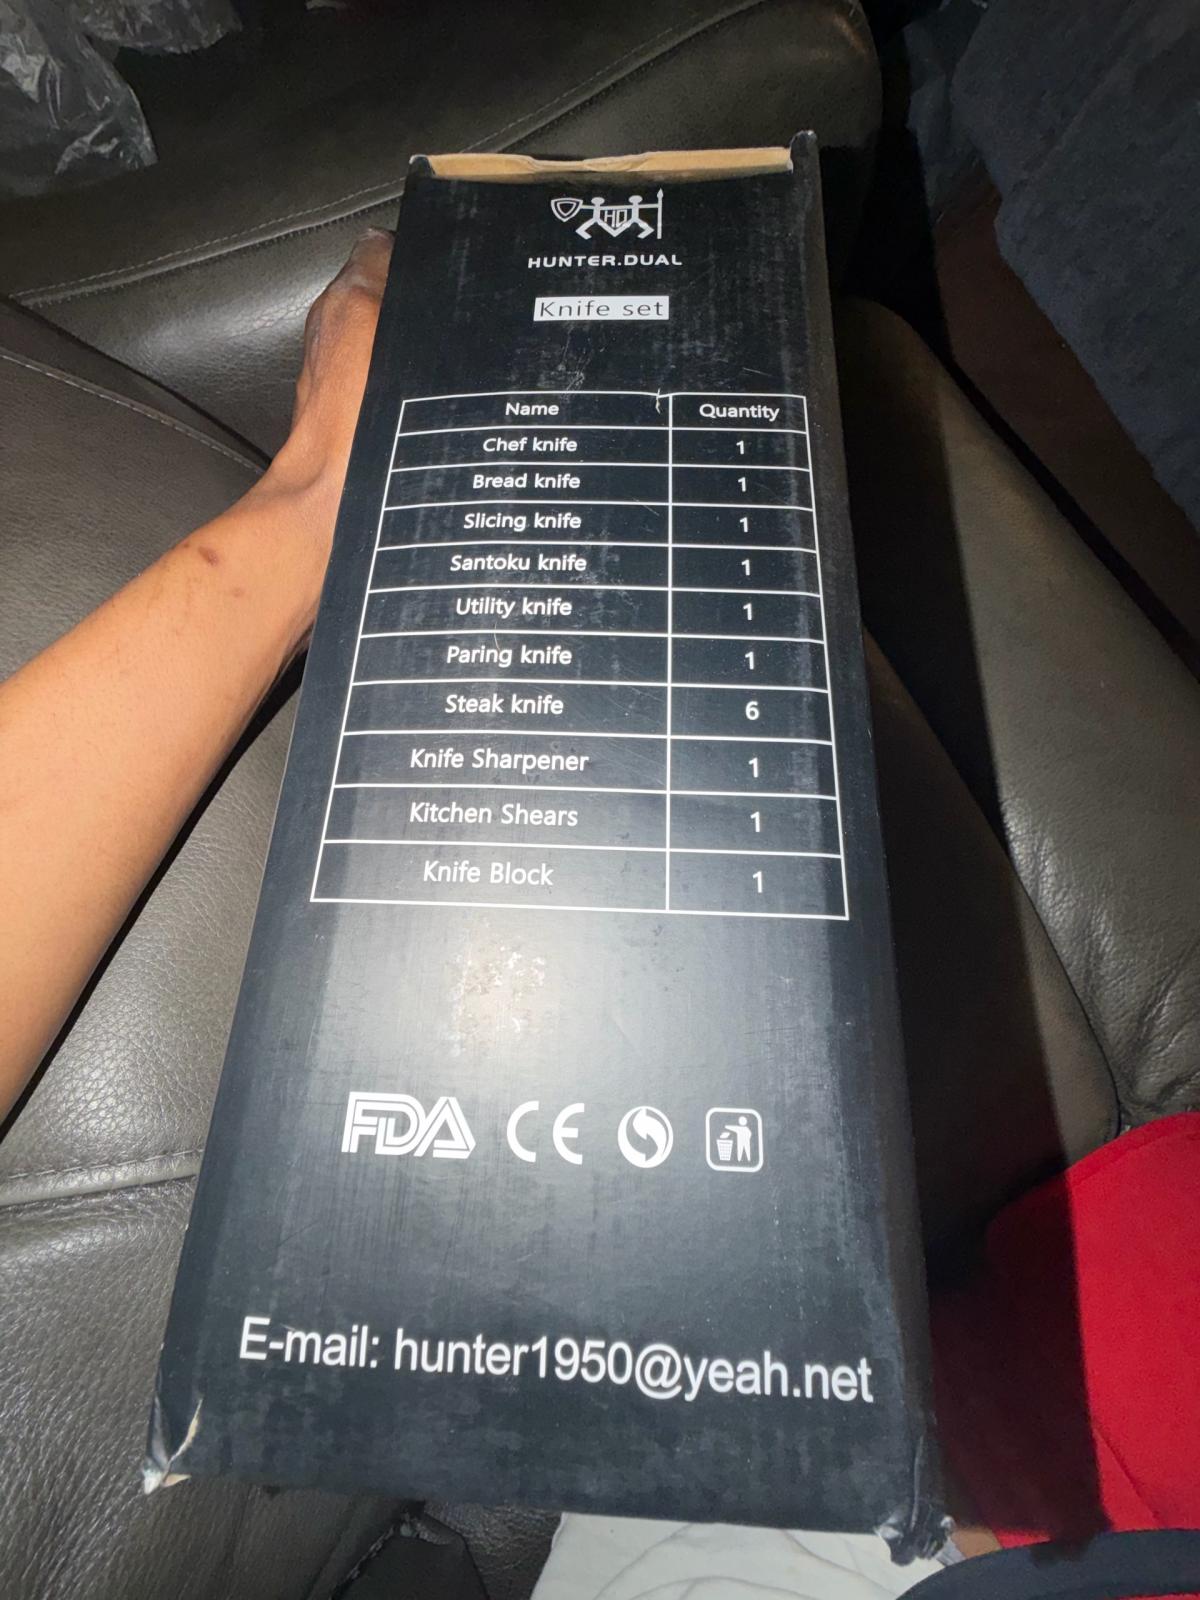 HD
HUNTER.DUAL
Knife set
Name Quantity
Chef knife 1
Bread knife 1
Slicing knife 1
Santoku knife 1
Utility knife 1
Paring knife 1
Steak knife 6
Knife Sharpener 1
Kitchen Shears 1
Knife Block 1
FDA CE
E-mail: hunter1950@yeah.net